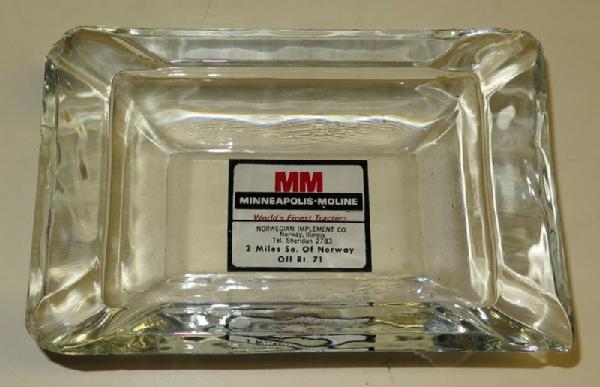 MM
MINNEAPOLIS-MOLINE
World's Finest Tractors
NORWEGIAN IMPLEMENT CO.
Norway, Illinois
Tel. Sheridan 2783
2 Miles So. Of Norway
Off Rt. 71